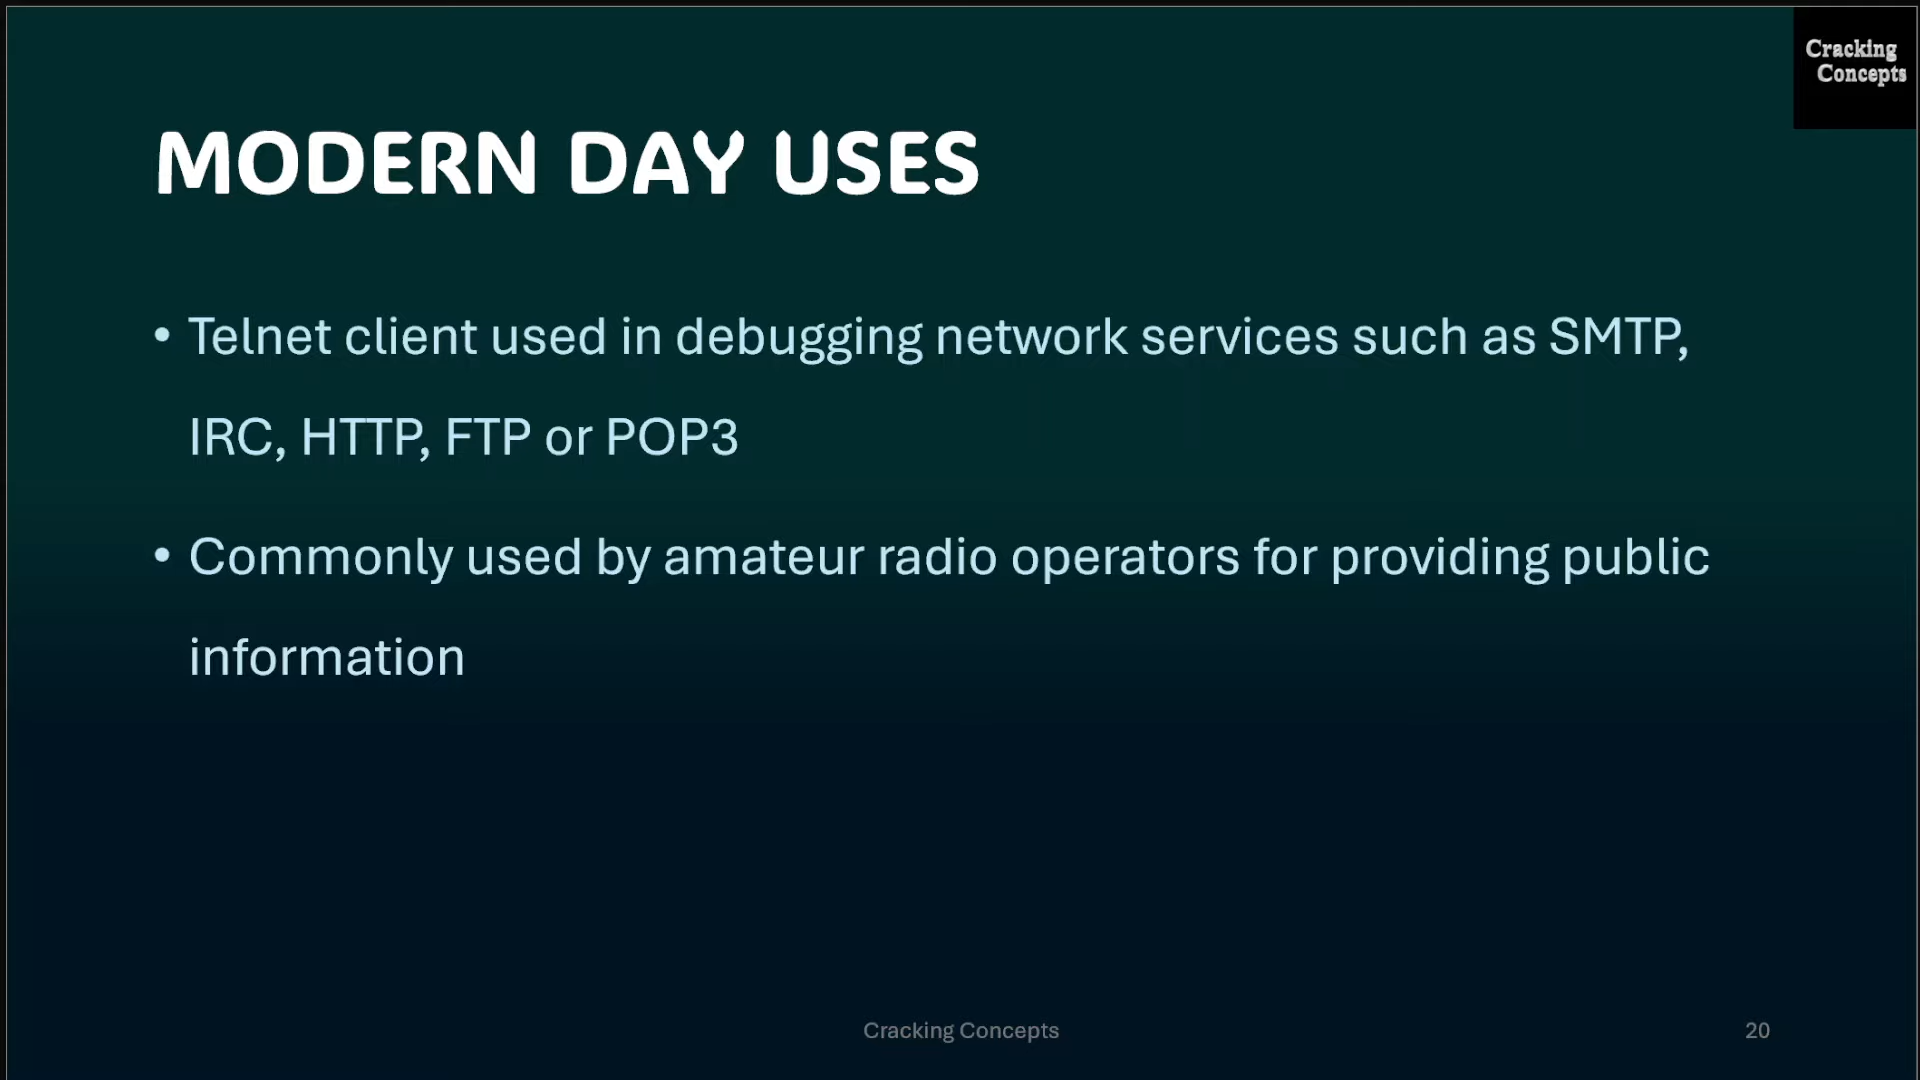 Cracking
Concepts
MODERN DAY USES
• Telnet client used in debugging network services such as SMTP,
IRC, HTTP, FTP or POP3
• Commonly used by amateur radio operators for providing public
information
Cracking Concepts
20